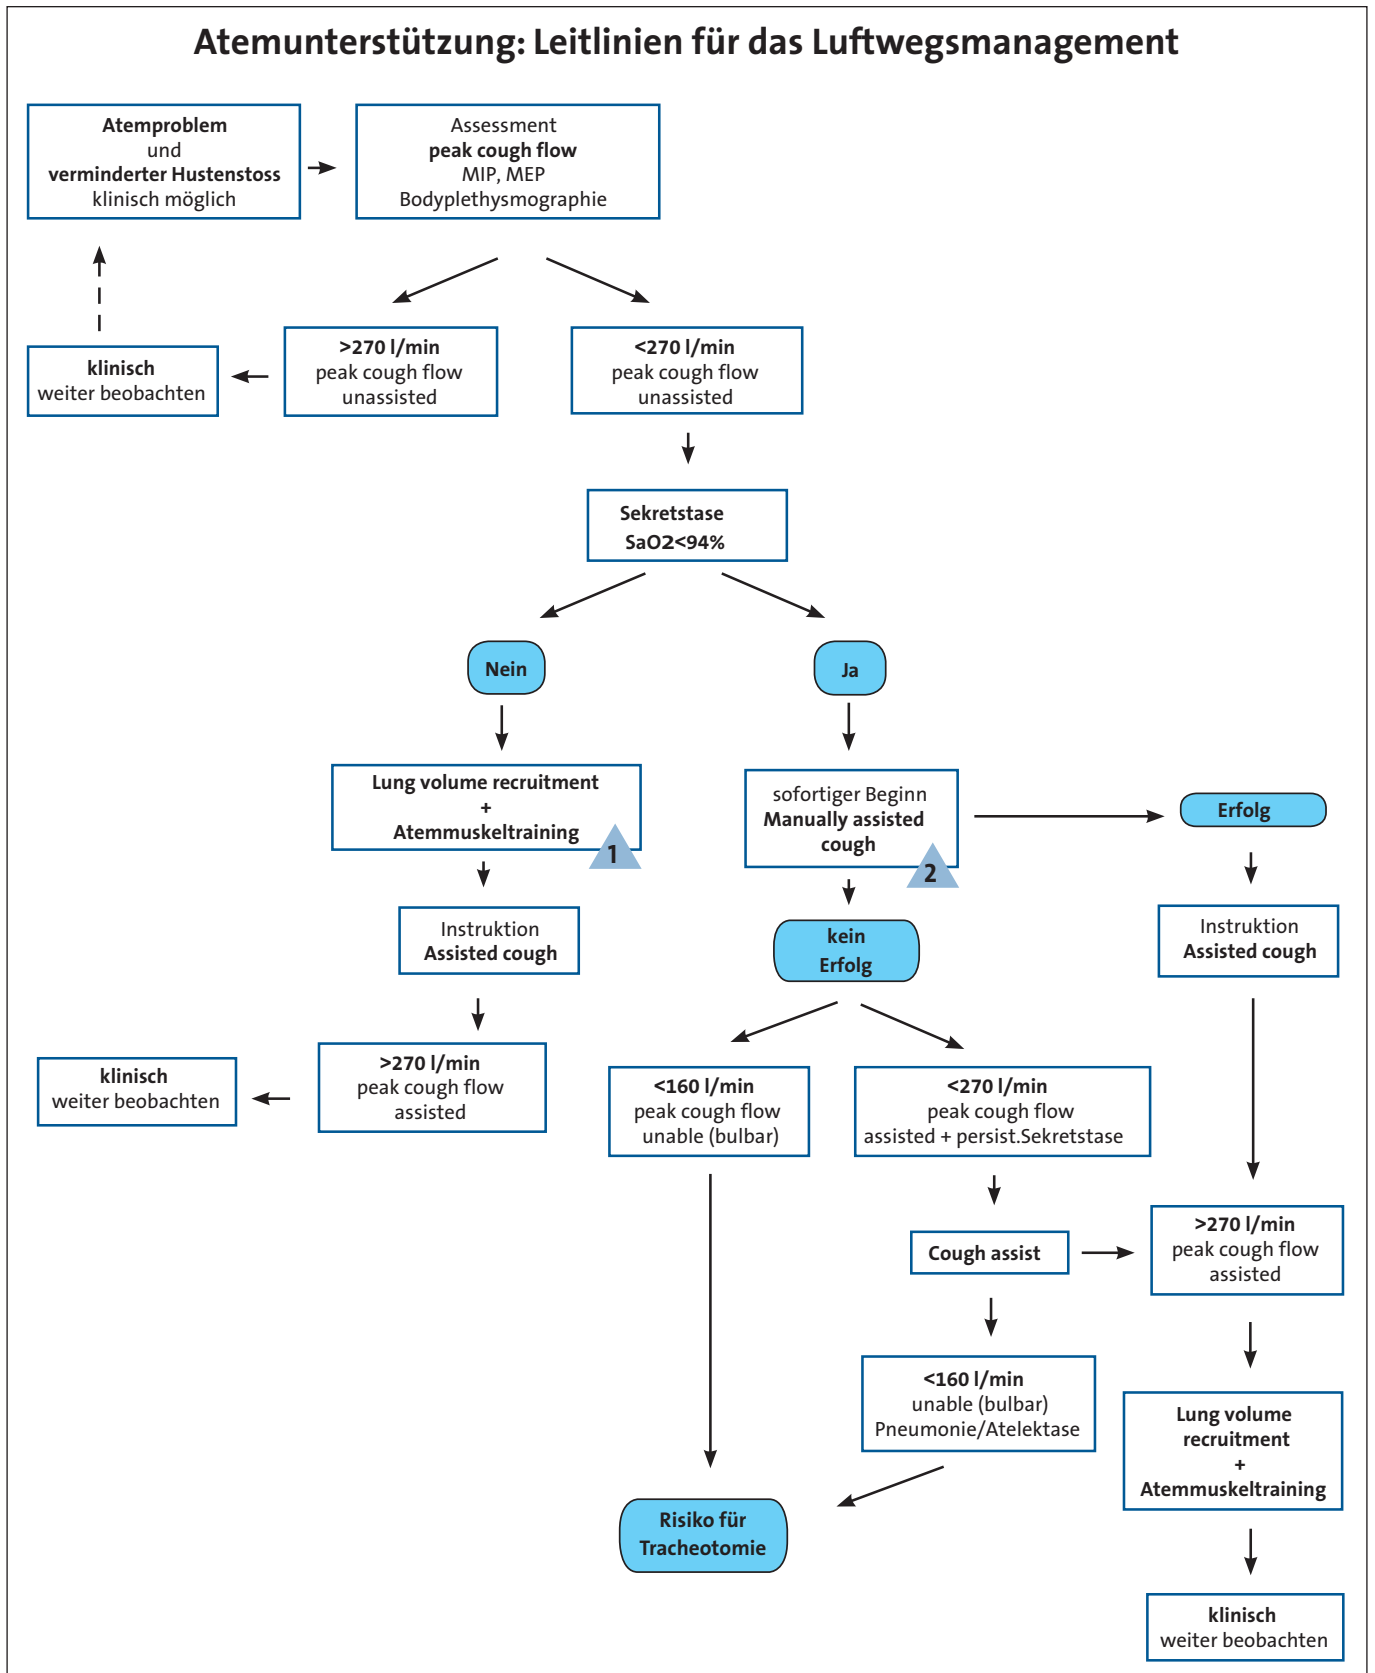 Atemunterstützung: Leitlinien für das Luftwegsmanagement
Atemproblem
und
verminderter Hustenstoss
klinisch möglich
Assessment
peak cough flow
MIP, MEP
Bodyplethysmographie
klinisch
weiter beobachten
>270 l/min
peak cough flow
unassisted
<270 l/min
peak cough flow
unassisted
Sekretstase
SaO2<94%
Nein
Ja
Lung volume recruitment
+
Atemmuskeltraining
1
sofortiger Beginn
Manually assisted
cough
2
Erfolg
Instruktion
Assisted cough
kein
Erfolg
Instruktion
Assisted cough
klinisch
weiter beobachten
>270 l/min
peak cough flow
assisted
<160 l/min
peak cough flow
unable (bulbar)
<270 l/min
peak cough flow
assisted + persist.Sekretstase
Cough assist
>270 l/min
peak cough flow
assisted
<160 l/min
unable (bulbar)
Pneumonie/Atelektase
Lung volume
recruitment
+
Atemmuskeltraining
Risiko für
Tracheotomie
klinisch
weiter beobachten